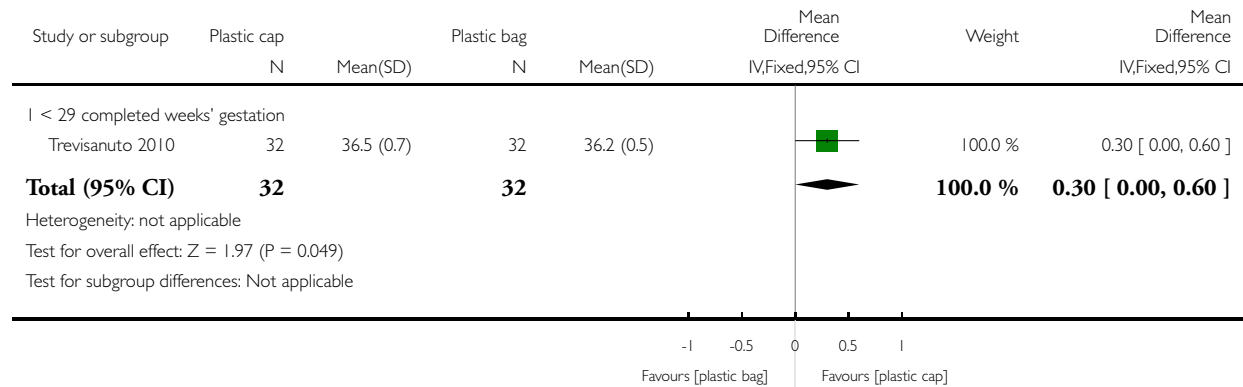 Study or subgroup Plastic cap Plastic bag Mean Difference Weight Mean Difference
N Mean(SD) N Mean(SD) IV,Fixed,95% CI IV,Fixed,95% CI
1 < 29 completed weeks' gestation
Trevisanuto 2010 32 36.5 (0.7) 32 36.2 (0.5) 100.0 % 0.30 [ 0.00, 0.60 ]
Total (95% CI) 32 32 100.0 % 0.30 [ 0.00, 0.60 ]
Heterogeneity: not applicable
Test for overall effect: Z = 1.97 (P = 0.049)
Test for subgroup differences: Not applicable
-1 -0.5 0 0.5 1
Favours [plastic bag] Favours [plastic cap]